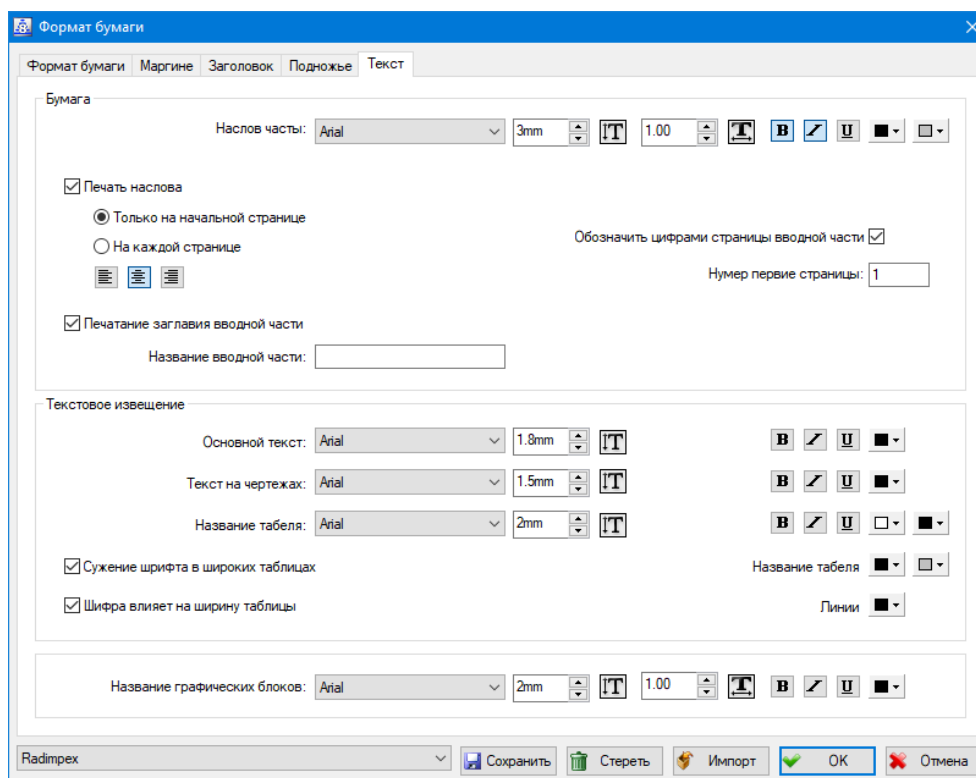 Формат бумаги
Формат бумаги Маргине Заголовок Подножье Текст
Бумага
Наслов часты: Arial 3mm T 1.00 T B I U
Печать наслова
Только на начальной странице
На каждой странице
Обозначить цифрами страницы вводной части
Нумер первие страницы: 1
Печатание заглавия вводной части
Название вводной части:
Текстовое извещение
Основной текст: Arial 1.8mm T B I U
Текст на чертежах: Arial 1.5mm T B I U
Название табеля: Arial 2mm T B I U
Сужение шрифта в широких таблицах Название табеля
Шифра влияет на ширину таблицы Линии
Название графических блоков: Arial 2mm T 1.00 T B I U
Radimpex Сохранить Стереть Импорт OK Отмена